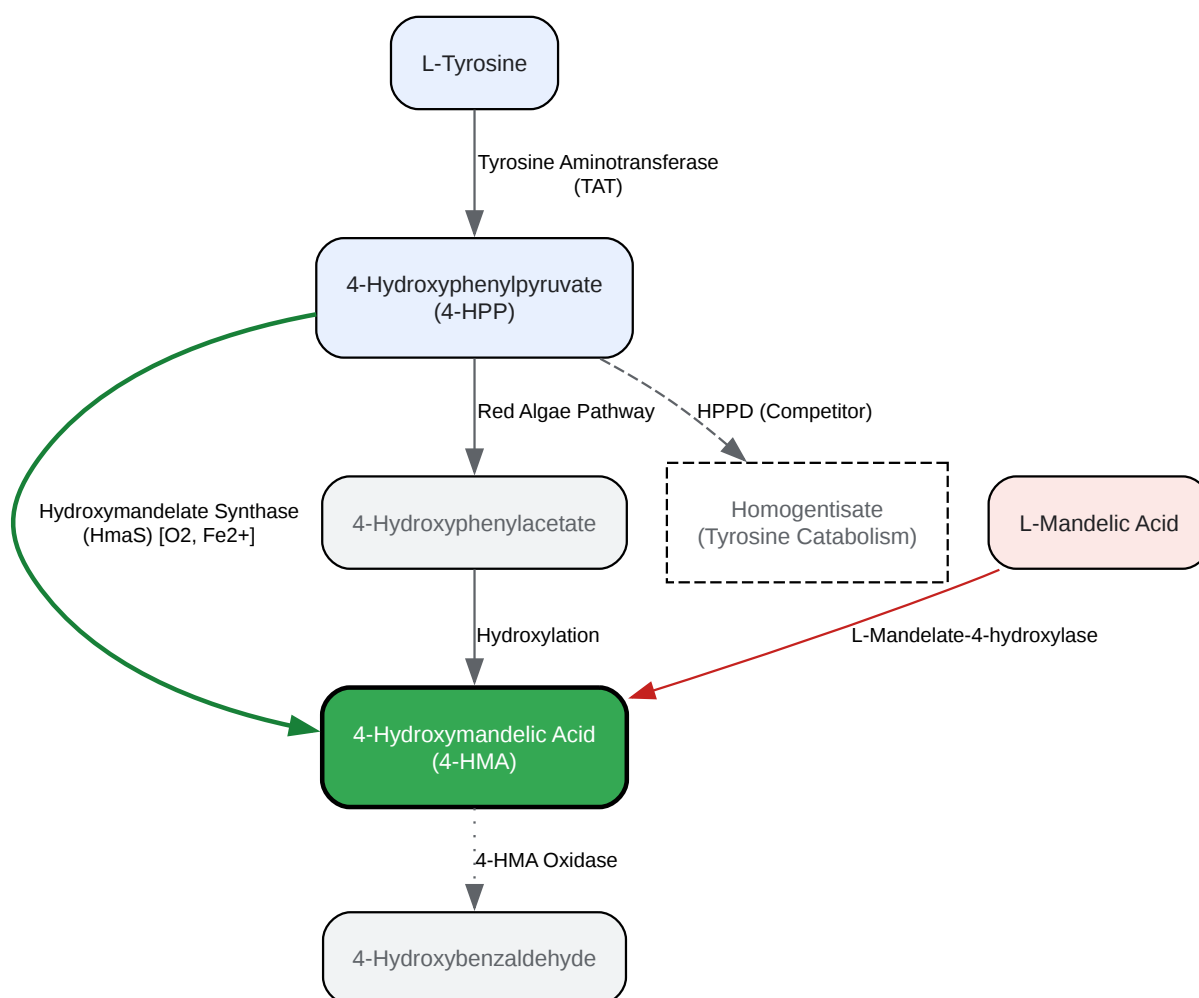 L-Tyrosine
Tyrosine Aminotransferase
(TAT)
4-Hydroxyphenylpyruvate
(4-HPP)
Red Algae Pathway
HPPD (Competitor)
Hydroxymandelate Synthase
(HmaS) [O2, Fe2+]
4-Hydroxyphenylacetate
Homogentisate
(Tyrosine Catabolism)
L-Mandelic Acid
Hydroxylation
L-Mandelate-4-hydroxylase
4-Hydroxymandelic Acid
(4-HMA)
4-HMA Oxidase
4-Hydroxybenzaldehyde